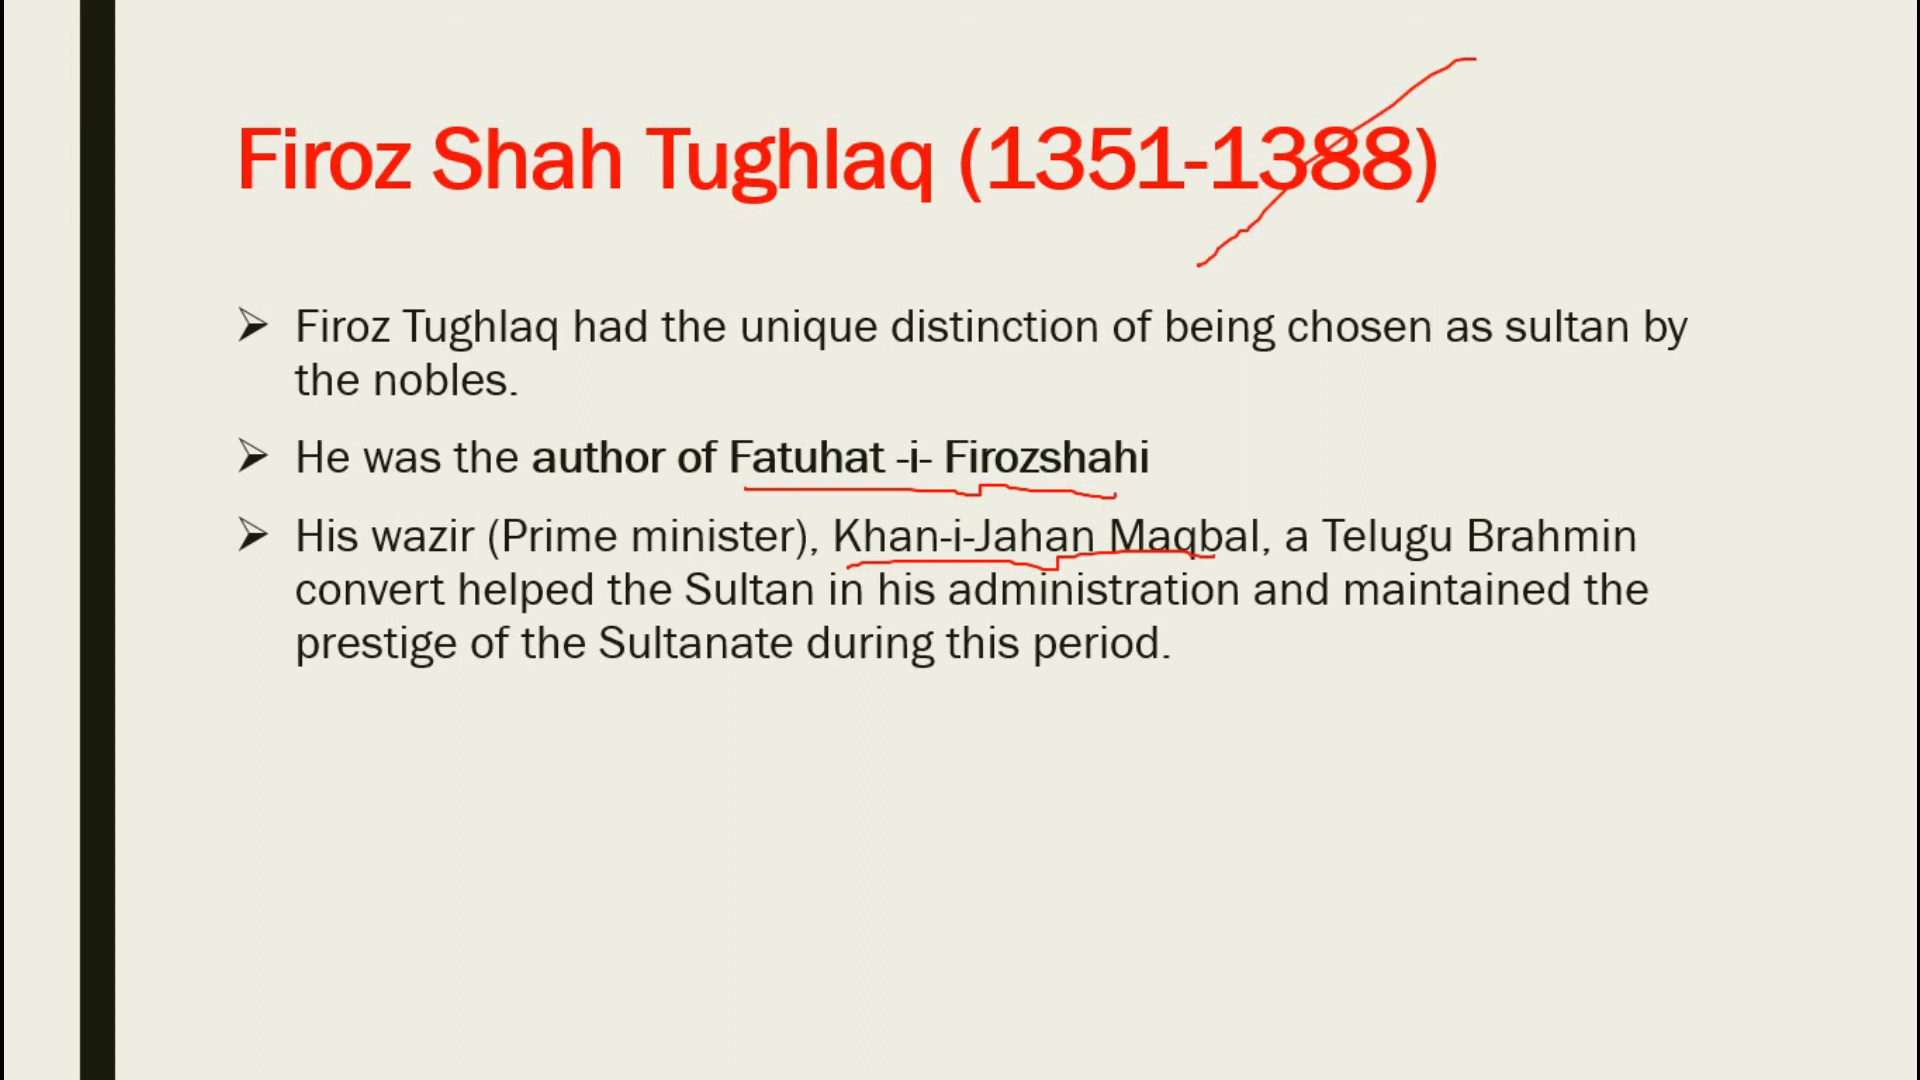 Firoz Shah Tughlaq (1351-1388)
➢ Firoz Tughlaq had the unique distinction of being chosen as sultan by
the nobles.
➢ He was the author of Fatuhat -i- Firozshahi
➢ His wazir (Prime minister), Khan-i-Jahan Maqbal, a Telugu Brahmin
convert helped the Sultan in his administration and maintained the
prestige of the Sultanate during this period.